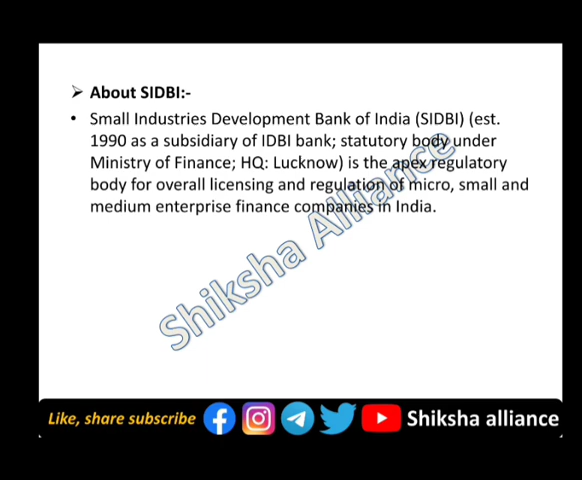 ➤ About SIDBI:-
• Small Industries Development Bank of India (SIDBI) (est.
1990 as a subsidiary of IDBI bank; statutory body under
Ministry of Finance; HQ: Lucknow) is the apex regulatory
body for overall licensing and regulation of micro, small and
medium enterprise finance companies in India.
Shiksha Alliance
Like, share subscribe Shiksha alliance